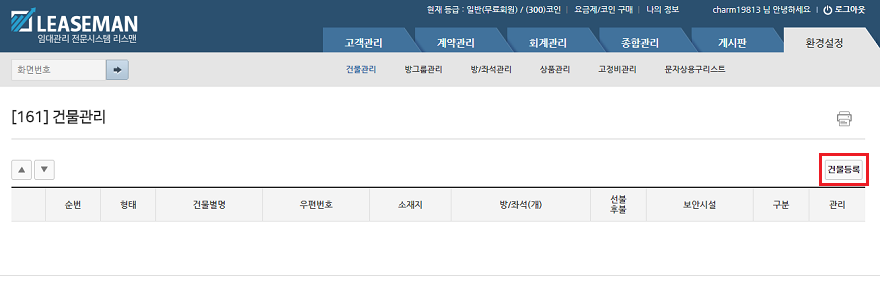 현재 등급 : 일반(무료회원) / (300)코인 | 요금제/코인 구매 | 나의 정보 charm19813 님 안녕하세요 | 로그아웃
LEASEMAN
임대관리 전문시스템 리스맨
고객관리 계약관리 회계관리 종합관리 게시판 환경설정
화면번호 건물관리 방그룹관리 방/좌석관리 상품관리 고정비관리 문자상용구리스트
[161] 건물관리
▲ ▼ 건물등록
순번 형태 건물별명 우편번호 소재지 방/좌석(개) 선불 후불 보안시설 구분 관리